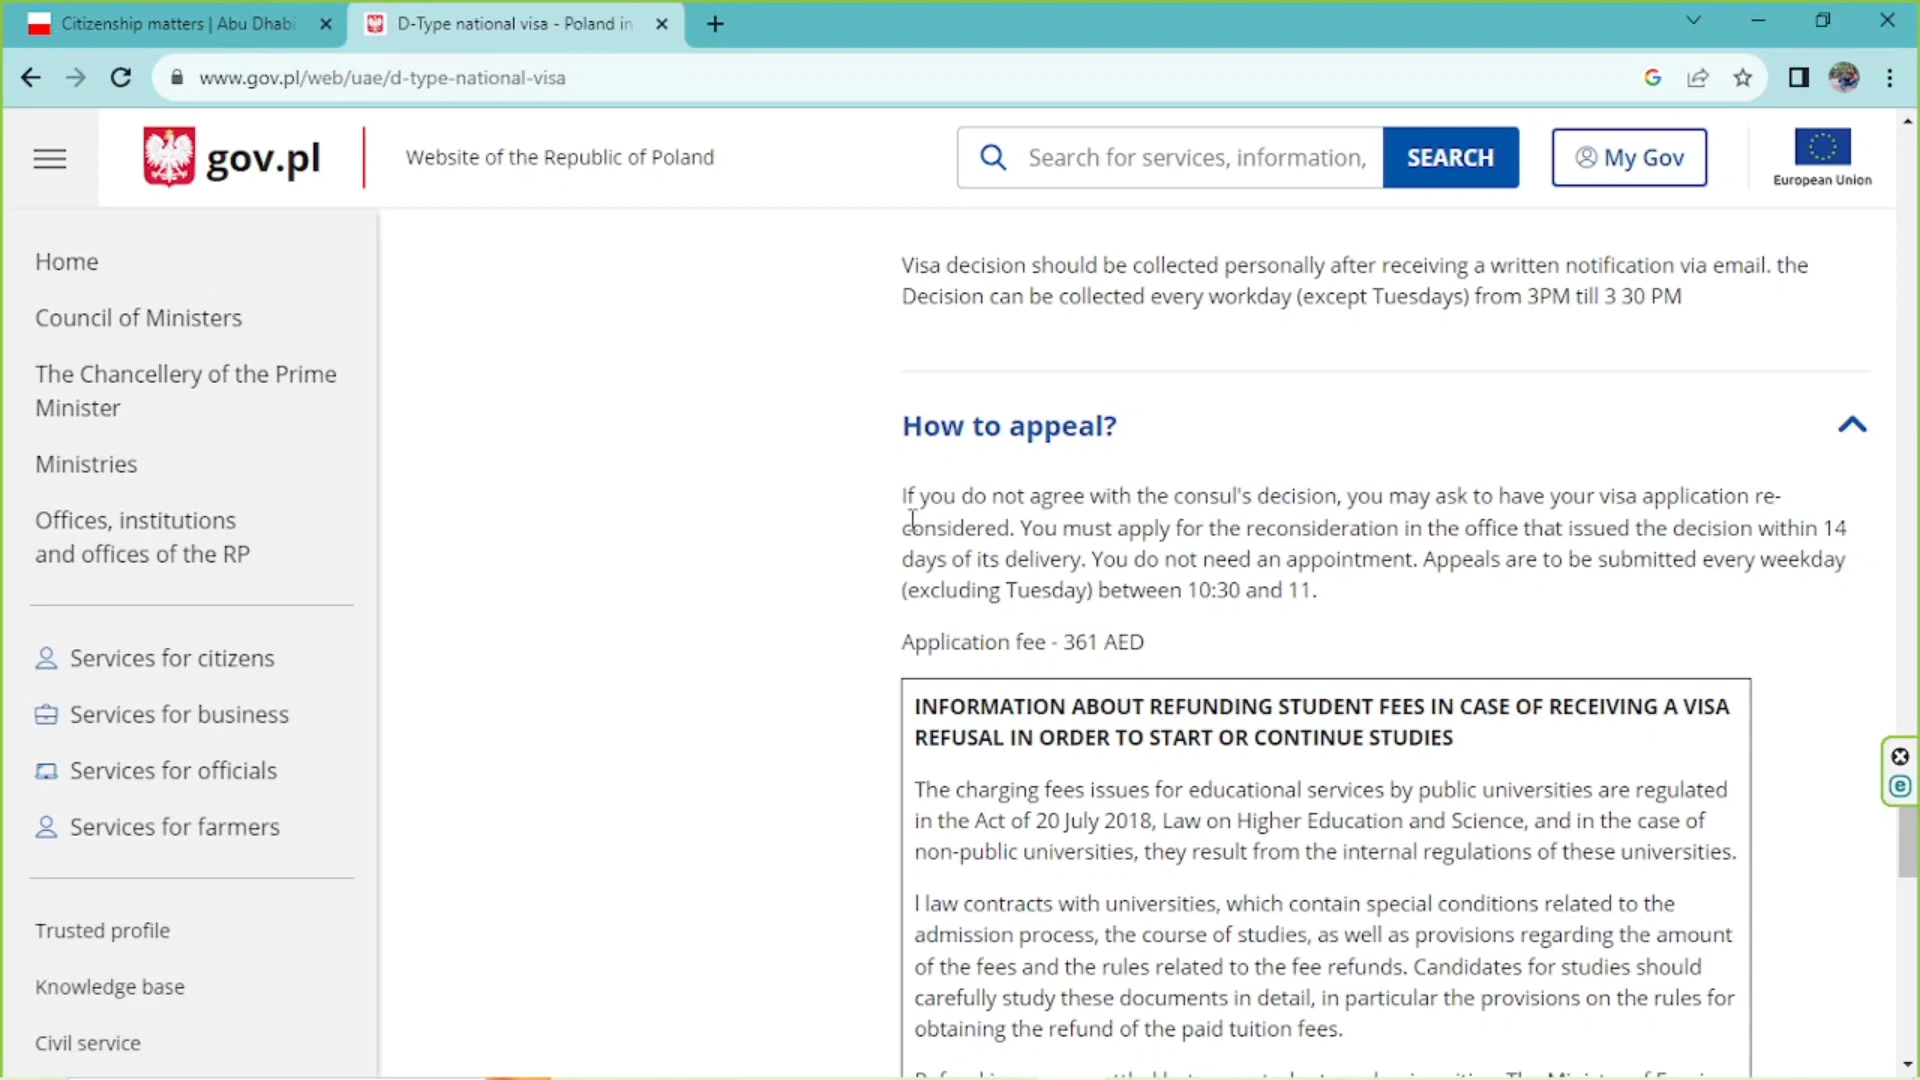 Citizenship matters | Abu Dhabi
D-Type national visa - Poland in
www.gov.pl/web/uae/d-type-national-visa
gov.pl
Website of the Republic of Poland
Search for services, information,
SEARCH
My Gov
European Union
Home
Council of Ministers
The Chancellery of the Prime
Minister
Ministries
Offices, institutions
and offices of the RP
Services for citizens
Services for business
Services for officials
Services for farmers
Trusted profile
Knowledge base
Civil service
Visa decision should be collected personally after receiving a written notification via email. the
Decision can be collected every workday (except Tuesdays) from 3PM till 3 30 PM
How to appeal?
If you do not agree with the consul's decision, you may ask to have your visa application re-
considered. You must apply for the reconsideration in the office that issued the decision within 14
days of its delivery. You do not need an appointment. Appeals are to be submitted every weekday
(excluding Tuesday) between 10:30 and 11.
Application fee - 361 AED
INFORMATION ABOUT REFUNDING STUDENT FEES IN CASE OF RECEIVING A VISA
REFUSAL IN ORDER TO START OR CONTINUE STUDIES
The charging fees issues for educational services by public universities are regulated
in the Act of 20 July 2018, Law on Higher Education and Science, and in the case of
non-public universities, they result from the internal regulations of these universities.
I law contracts with universities, which contain special conditions related to the
admission process, the course of studies, as well as provisions regarding the amount
of the fees and the rules related to the fee refunds. Candidates for studies should
carefully study these documents in detail, in particular the provisions on the rules for
obtaining the refund of the paid tuition fees.